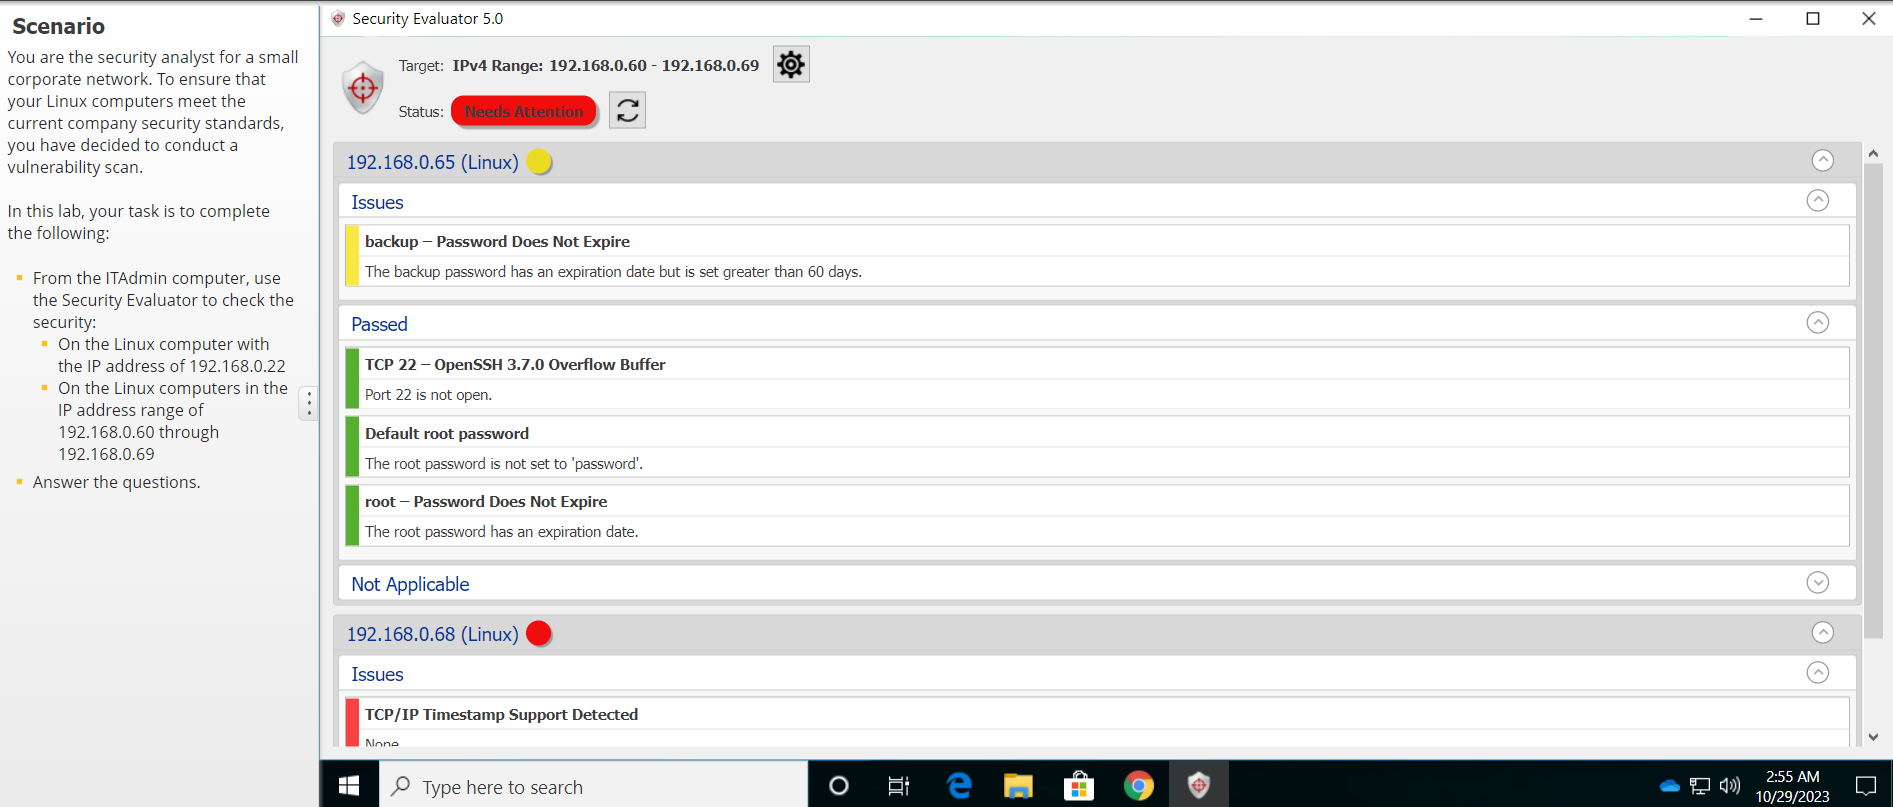 Scenario
You are the security analyst for a small
corporate network. To ensure that
your Linux computers meet the
current company security standards,
you have decided to conduct a
vulnerability scan.
In this lab, your task is to complete
the following:
From the ITAdmin computer, use
the Security Evaluator to check the
security:
On the Linux computer with
the IP address of 192.168.0.22
On the Linux computers in the
IP address range of
192.168.0.60 through
192.168.0.69
Answer the questions.
Security Evaluator 5.0
Target: IPv4 Range: 192.168.0.60 - 192.168.0.69
Status: Needs Attention
192.168.0.65 (Linux)
Issues
backup – Password Does Not Expire
The backup password has an expiration date but is set greater than 60 days.
Passed
TCP 22 – OpenSSH 3.7.0 Overflow Buffer
Port 22 is not open.
Default root password
The root password is not set to 'password'.
root – Password Does Not Expire
The root password has an expiration date.
Not Applicable
192.168.0.68 (Linux)
Issues
TCP/IP Timestamp Support Detected
None
Type here to search
2:55 AM
10/29/2023